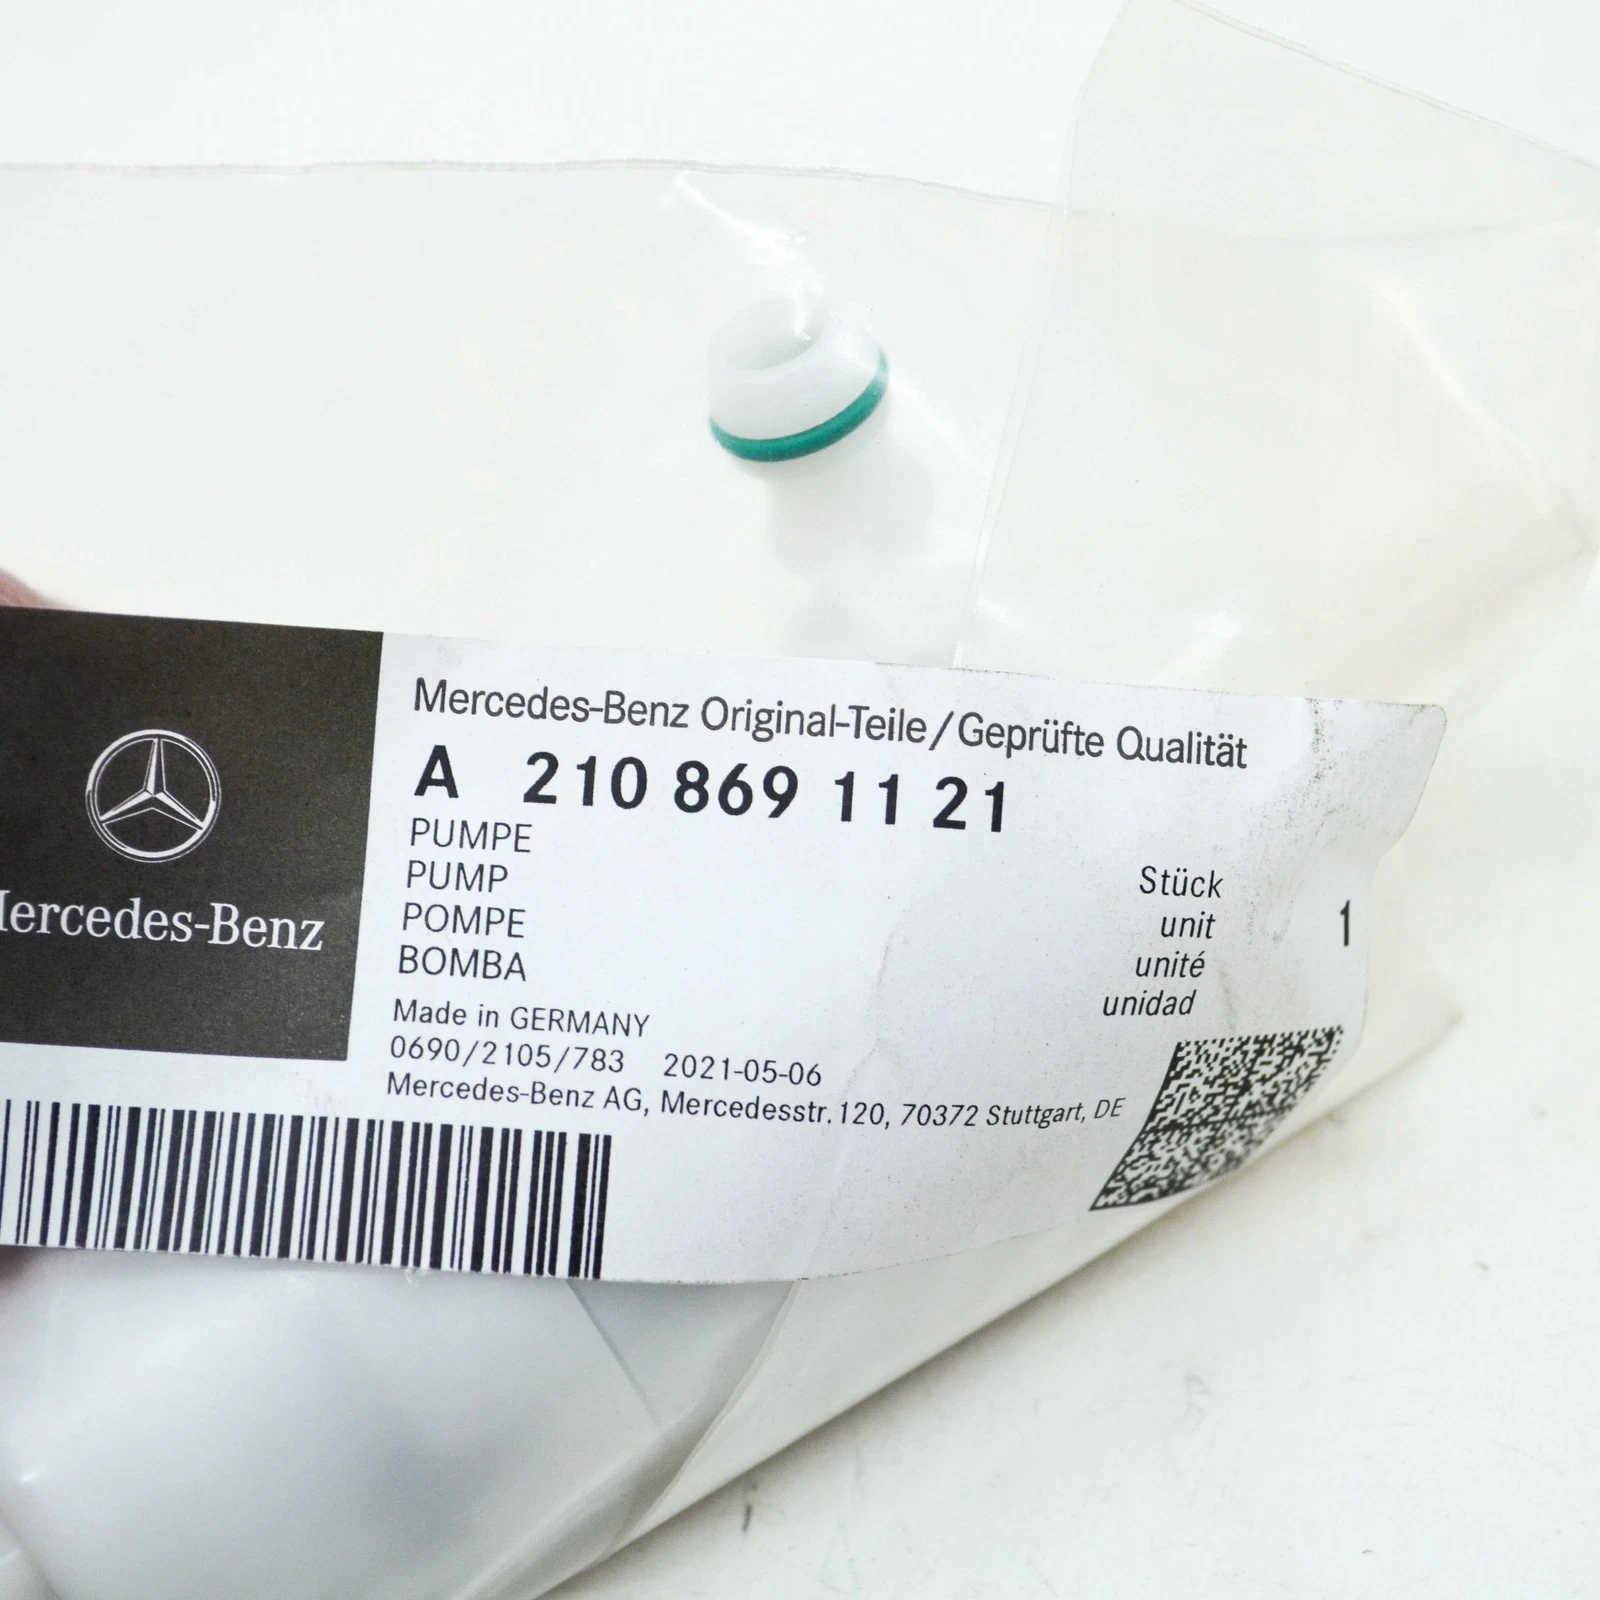 Mercedes-Benz Original-Teile/Geprüfte Qualität
A 210 869 11 21
PUMPE
PUMP
POMPE
BOMBA
Stück
unit
unité
unidad
1
Mercedes-Benz
Made in GERMANY
0690/2105/783 2021-05-06
Mercedes-Benz AG, Mercedesstr. 120, 70372 Stuttgart, DE